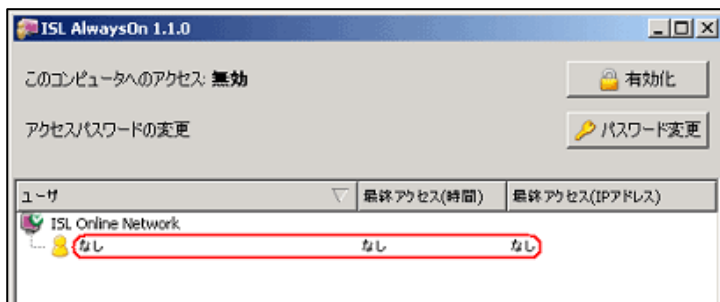 ISL AlwaysOn 1.1.0
このコンピュータへのアクセス: 無効
有効化
アクセスパスワードの変更
パスワード変更
ユーザ 最終アクセス(時間) 最終アクセス(IPアドレス)
ISL Online Network
なし なし なし